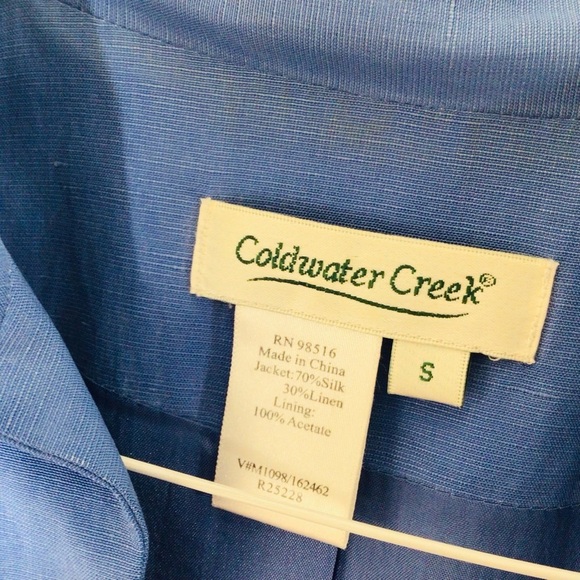 Coldwater Creek®
S
RN 98516
Made in China
Jacket:70%Silk
30%Linen
Lining:
100% Acetate
V#M1098/162462
R25228